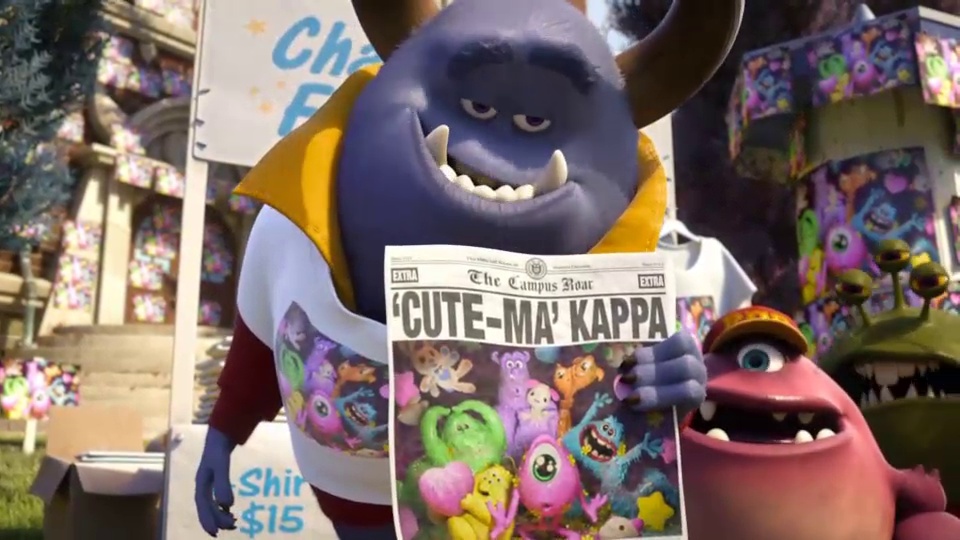 Cha
EXTRA
The Campus Roar
EXTRA
'CUTE-MA' KAPPA
Shir
$15